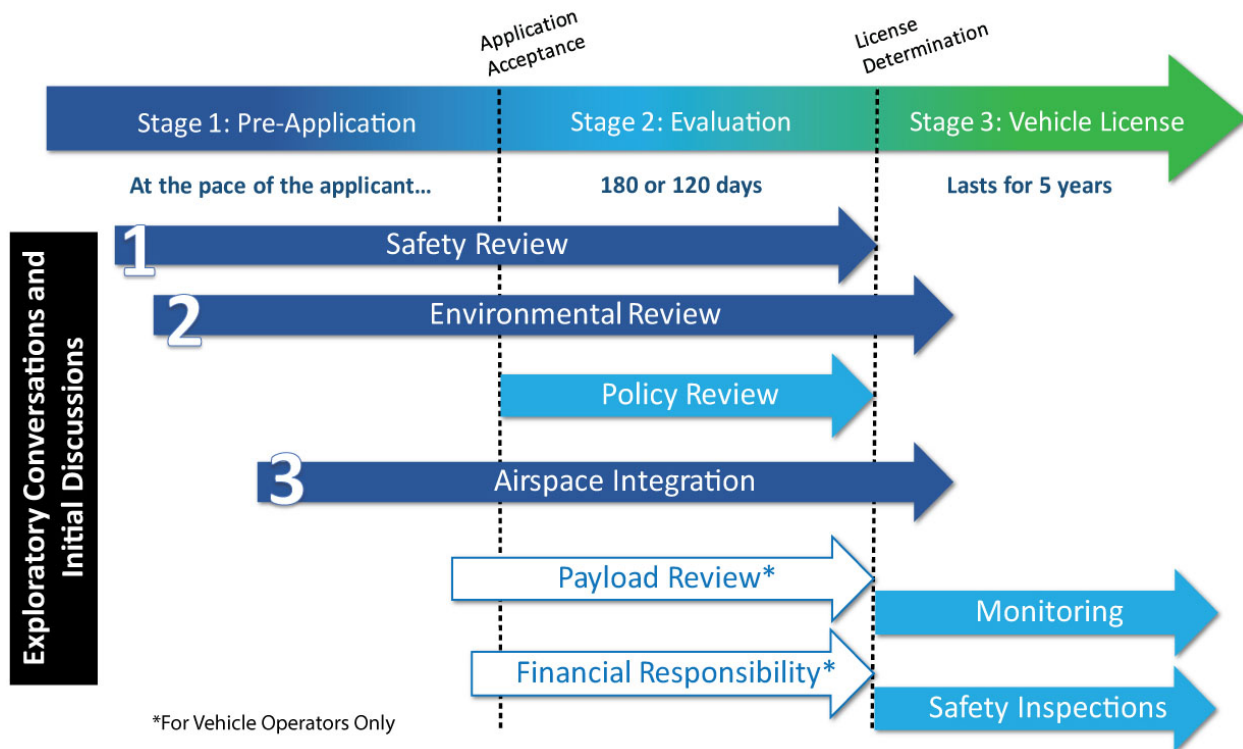 Application
Acceptance
License
Determination
Stage 1: Pre-Application
Stage 2: Evaluation
Stage 3: Vehicle License
At the pace of the applicant...
180 or 120 days
Lasts for 5 years
Exploratory Conversations and
Initial Discussions
1
Safety Review
2
Environmental Review
Policy Review
3
Airspace Integration
Payload Review*
Monitoring
Financial Responsibility*
Safety Inspections
*For Vehicle Operators Only